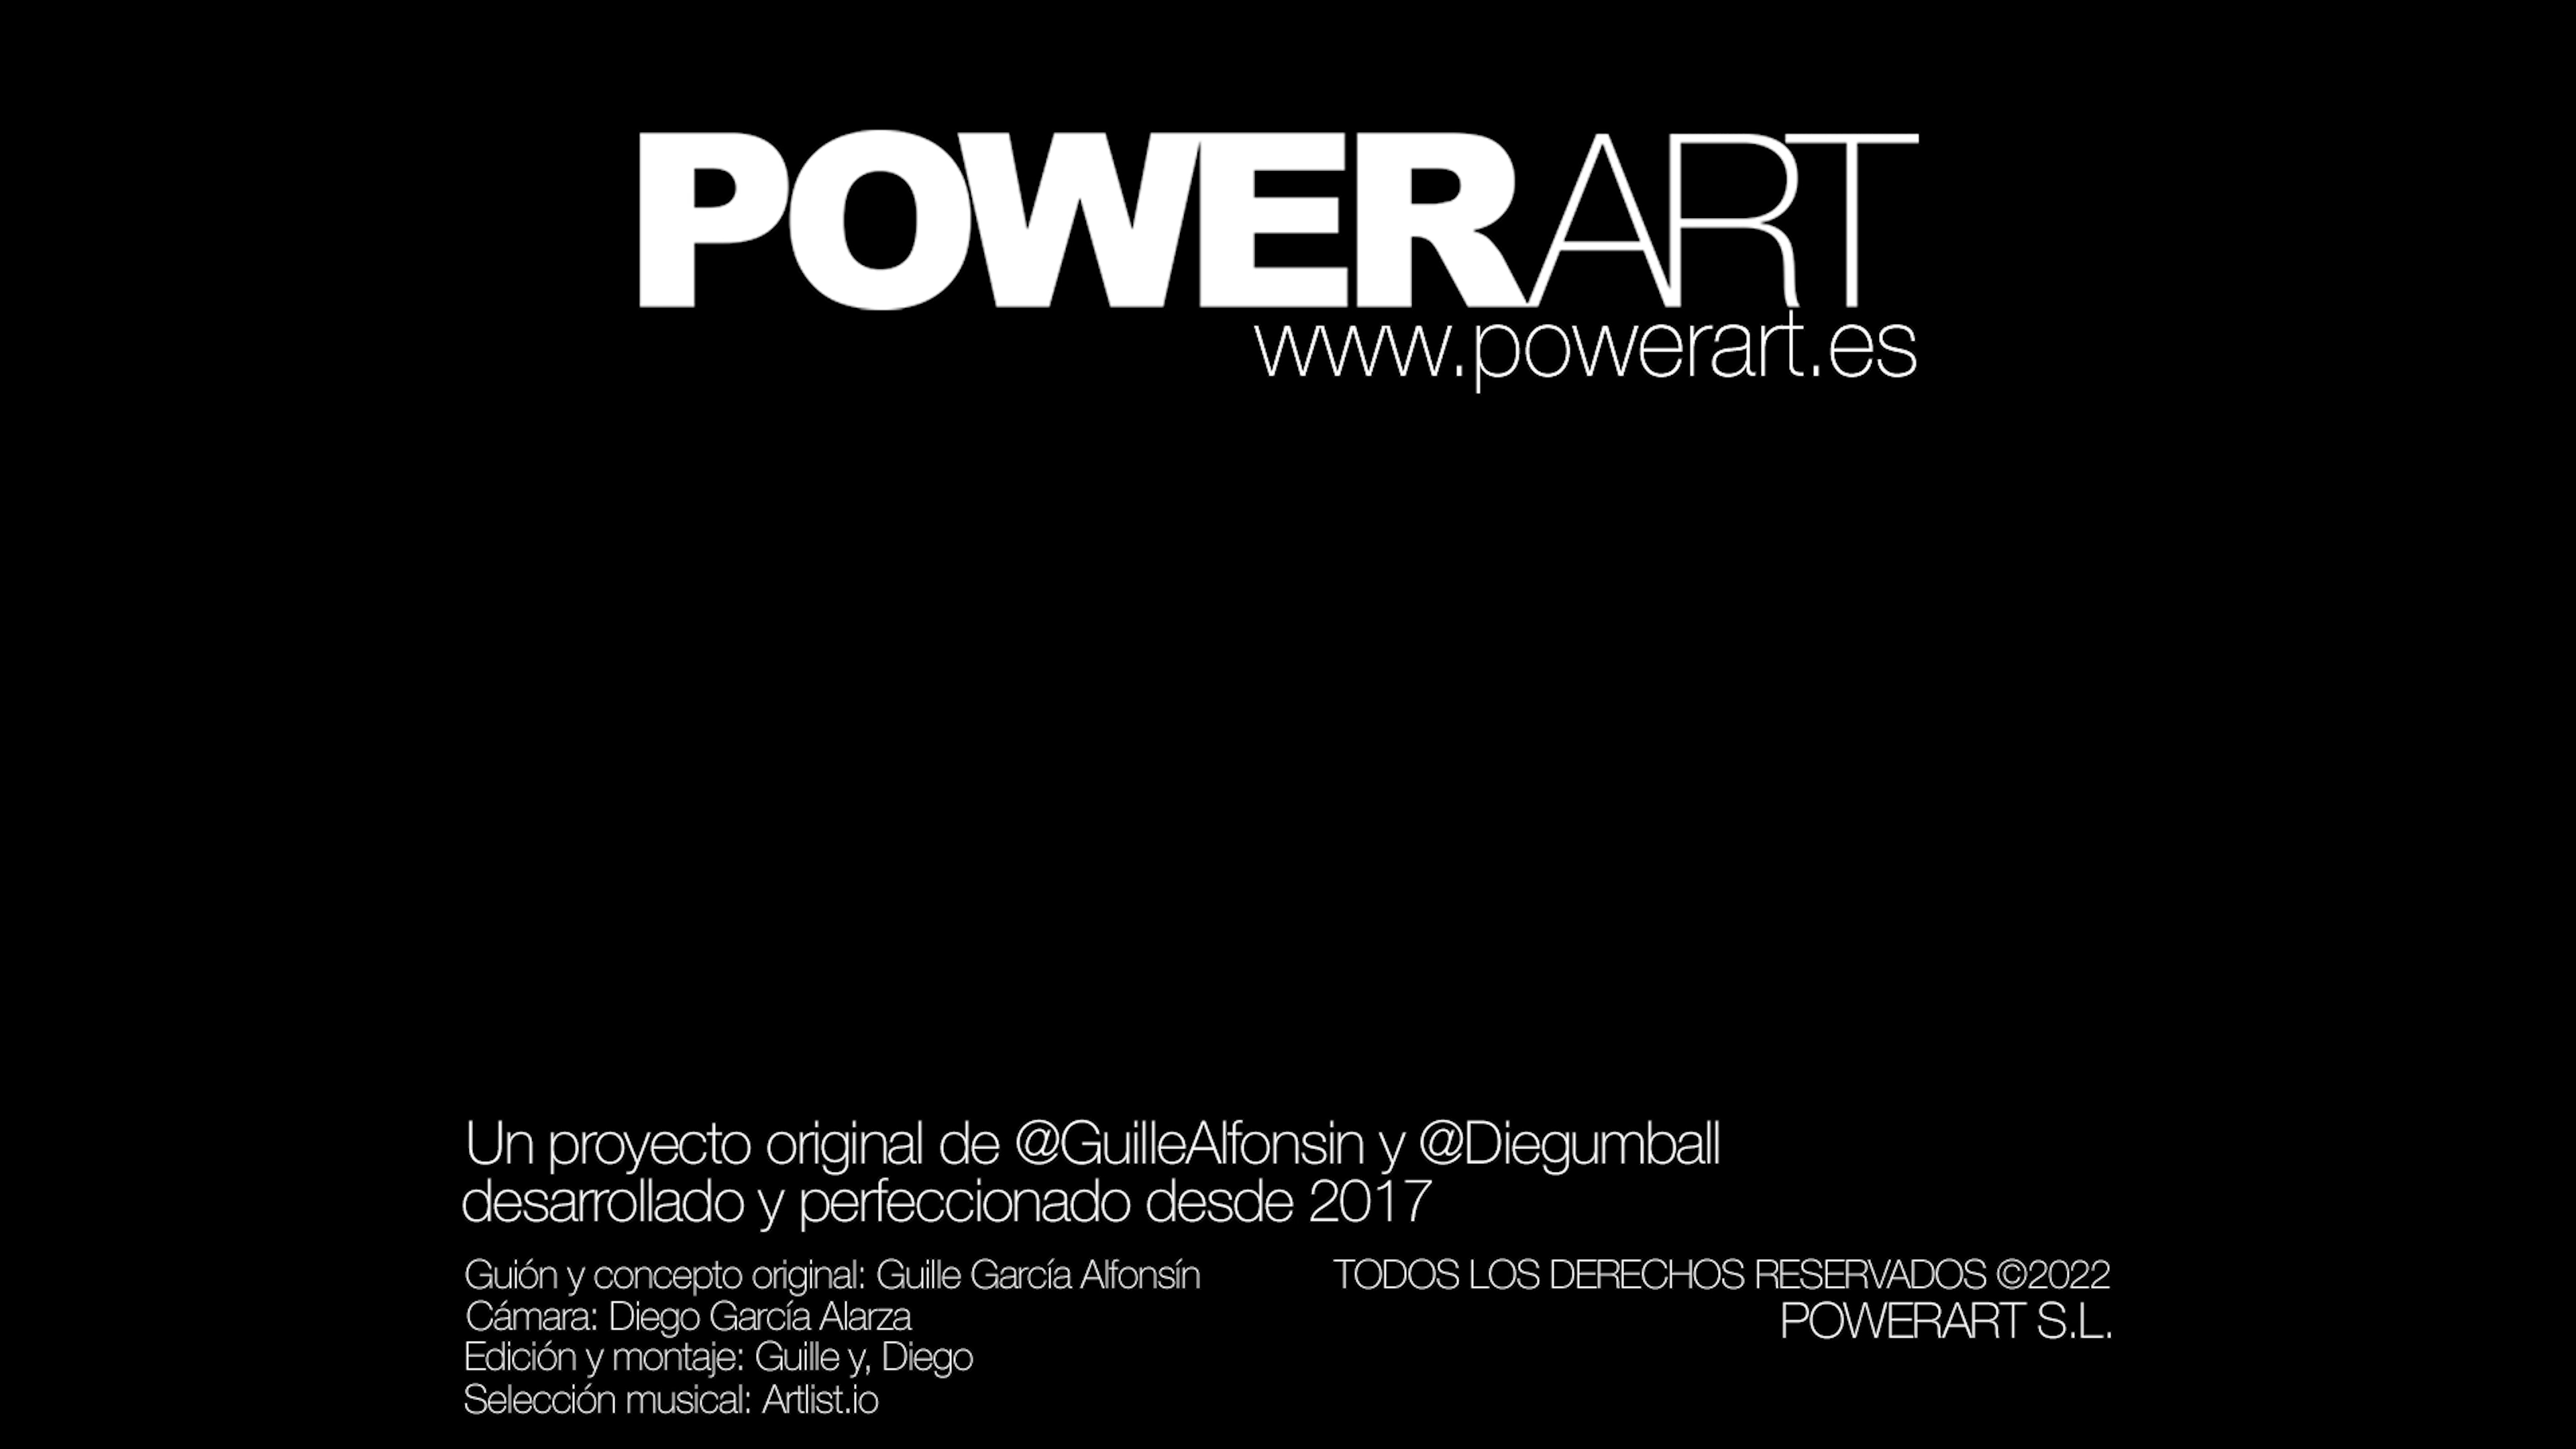 POWERART
www.powerart.es
Un proyecto original de @GuilleAlfonsin y @Diegumball
desarrollado y perfeccionado desde 2017
Guión y concepto original: Guille García Alfonsín
Cámara: Diego García Alarza
Edición y montaje: Guille y, Diego
Selección musical: Artlist.io
TODOS LOS DERECHOS RESERVADOS ©2022
POWERART S.L.